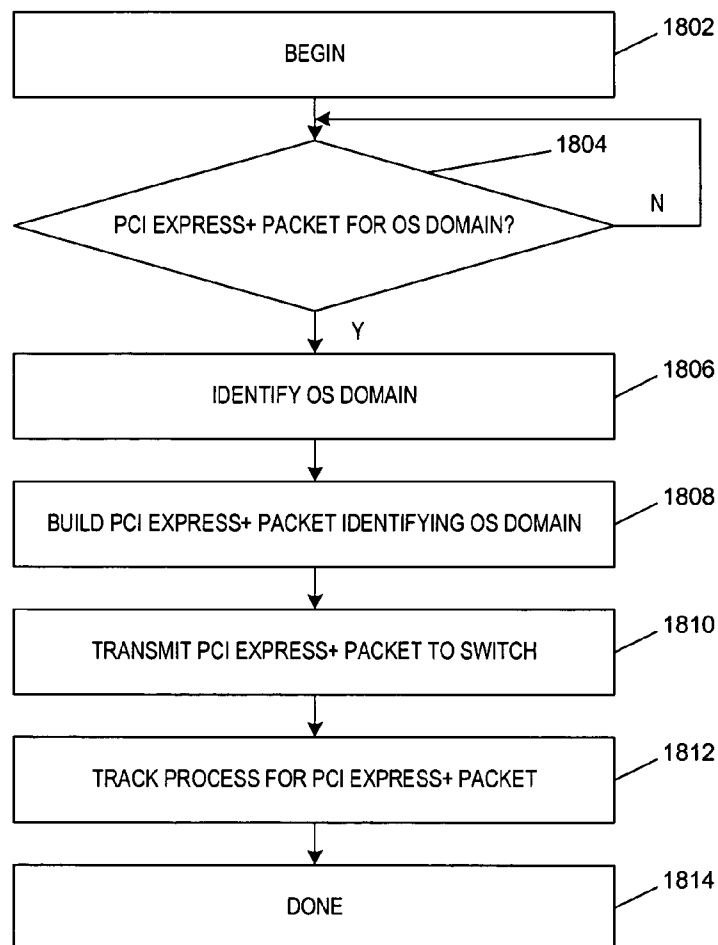 1802
BEGIN
1804
PCI EXPRESS+ PACKET FOR OS DOMAIN?
N
Y
1806
IDENTIFY OS DOMAIN
1808
BUILD PCI EXPRESS+ PACKET IDENTIFYING OS DOMAIN
1810
TRANSMIT PCI EXPRESS+ PACKET TO SWITCH
1812
TRACK PROCESS FOR PCI EXPRESS+ PACKET
1814
DONE